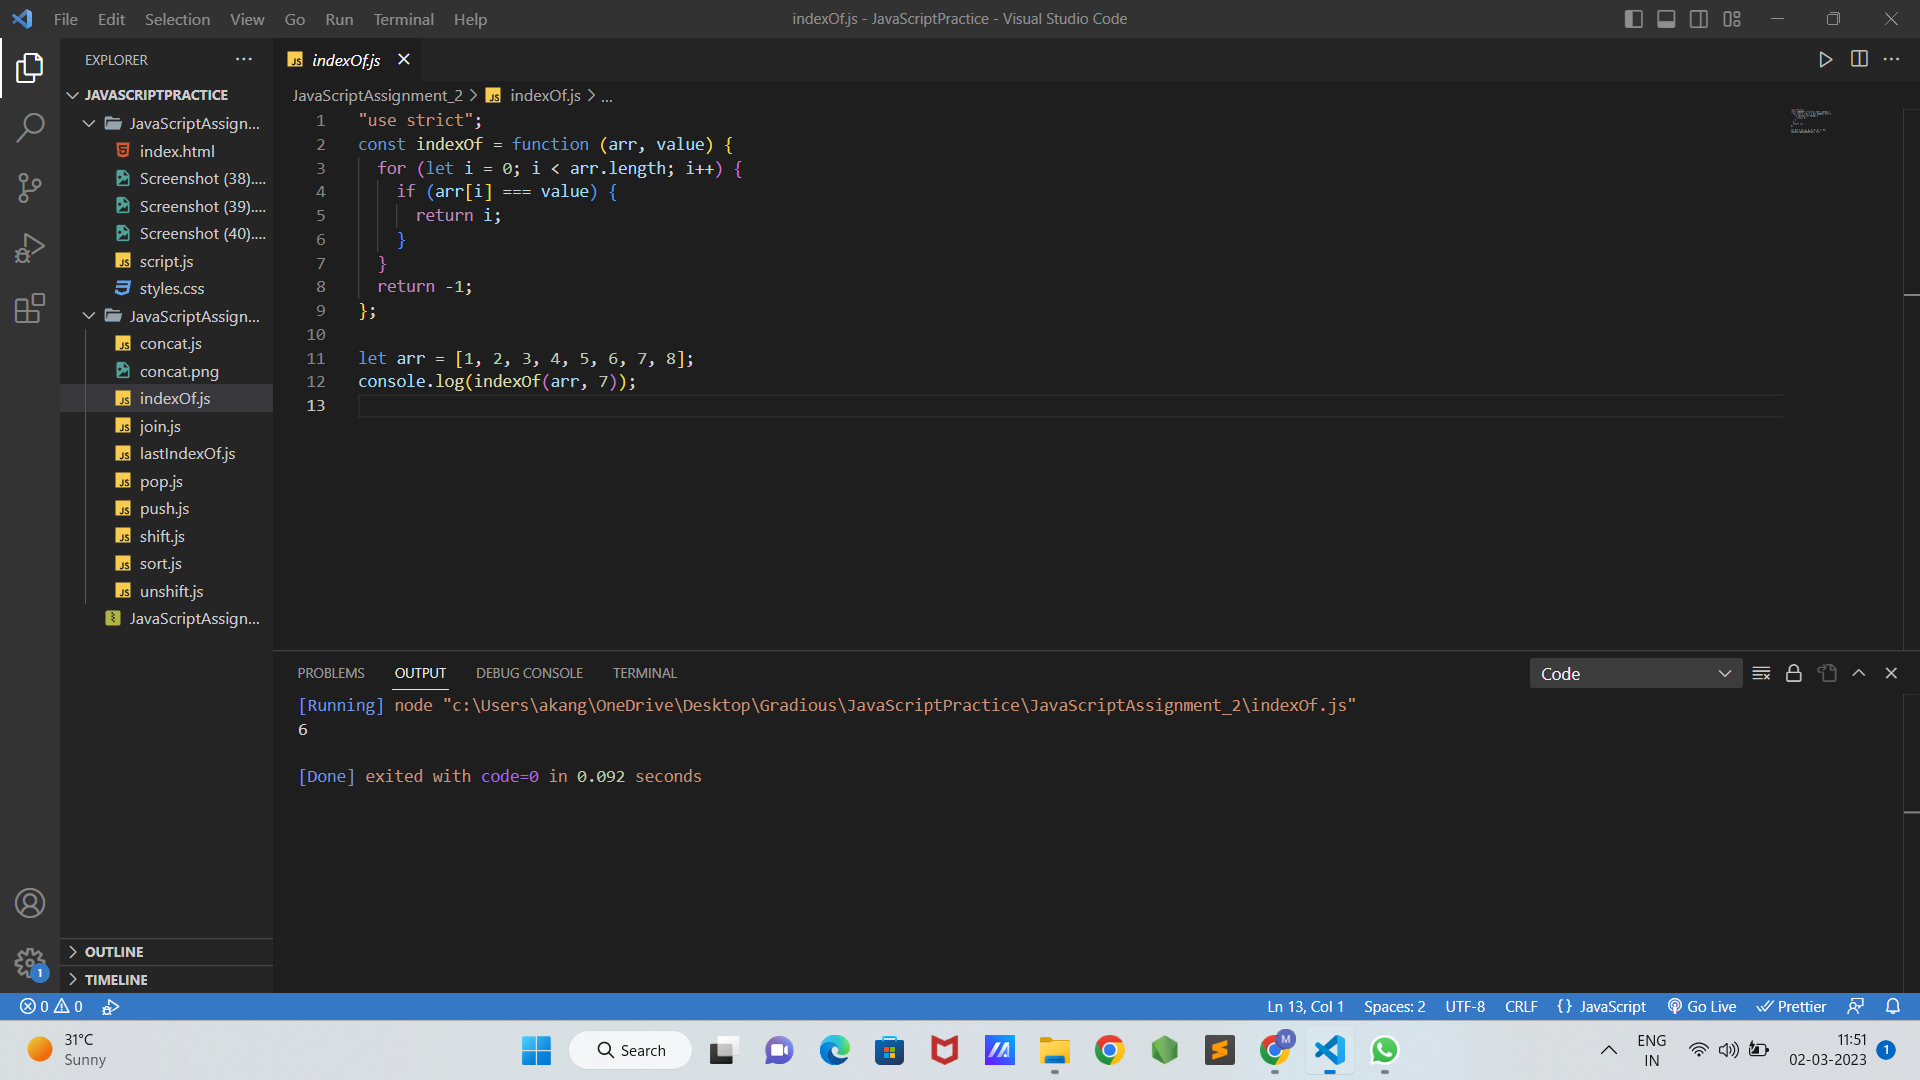 File Edit Selection View Go Run Terminal Help
indexOf.js - JavaScriptPractice - Visual Studio Code
EXPLORER
JAVASCRIPTPRACTICE
JavaScriptAssign...
index.html
Screenshot (38)....
Screenshot (39)....
Screenshot (40)....
script.js
styles.css
JavaScriptAssign...
concat.js
concat.png
indexOf.js
join.js
lastIndexOf.js
pop.js
push.js
shift.js
sort.js
unshift.js
JavaScriptAssign...
OUTLINE
TIMELINE
indexOf.js
JavaScriptAssignment_2 > JS indexOf.js > ...
1 "use strict";
2 const indexOf = function (arr, value) {
3 for (let i = 0; i < arr.length; i++) {
4 if (arr[i] === value) {
5 return i;
6 }
7 }
8 return -1;
9 };
10
11 let arr = [1, 2, 3, 4, 5, 6, 7, 8];
12 console.log(indexOf(arr, 7));
13
PROBLEMS OUTPUT DEBUG CONSOLE TERMINAL
Code
[Running] node "c:\Users\akang\OneDrive\Desktop\Gradious\JavaScriptPractice\JavaScriptAssignment_2\indexOf.js"
6
[Done] exited with code=0 in 0.092 seconds
1
0 0
Ln 13, Col 1 Spaces: 2 UTF-8 CRLF {} JavaScript Go Live Prettier
31°C
Sunny
Search
M
ENG
IN
11:51
02-03-2023
1